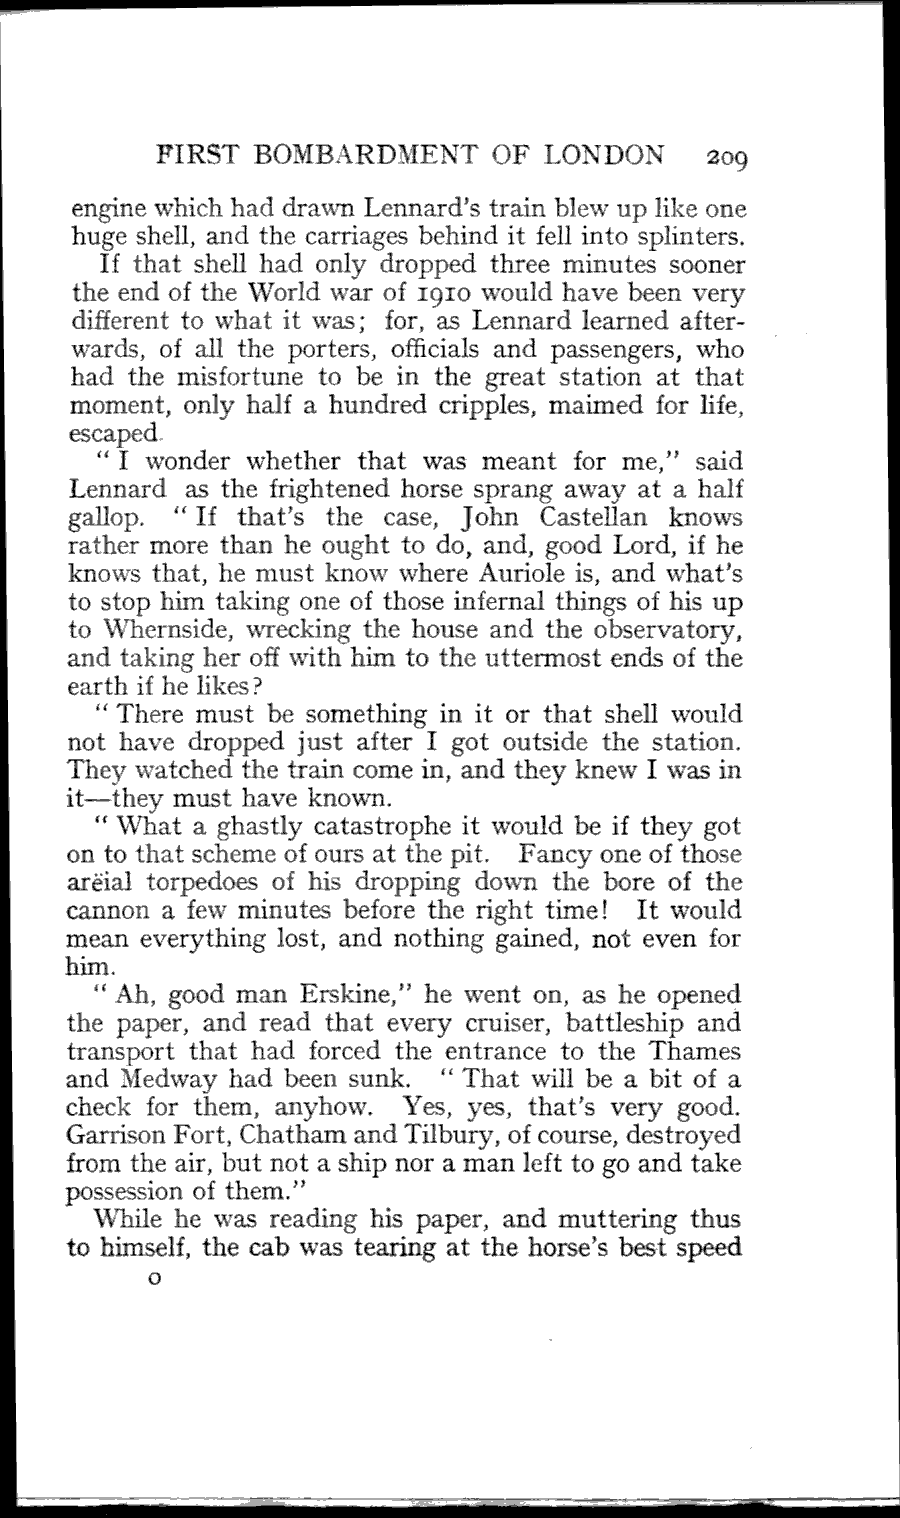 FIRST BOMBARDMENT OF LONDON 209
engine which had drawn Lennard's train blew up like one
huge shell, and the carriages behind it fell into splinters.
If that shell had only dropped three minutes sooner
the end of the World war of 1910 would have been very
different to what it was; for, as Lennard learned after-
wards, of all the porters, officials and passengers, who
had the misfortune to be in the great station at that
moment, only half a hundred cripples, maimed for life,
escaped.
"I wonder whether that was meant for me," said
Lennard as the frightened horse sprang away at a half
gallop. "If that's the case, John Castellan knows
rather more than he ought to do, and, good Lord, if he
knows that, he must know where Auriole is, and what's
to stop him taking one of those infernal things of his up
to Whernside, wrecking the house and the observatory,
and taking her off with him to the uttermost ends of the
earth if he likes?
"There must be something in it or that shell would
not have dropped just after I got outside the station.
They watched the train come in, and they knew I was in
it—they must have known.
"What a ghastly catastrophe it would be if they got
on to that scheme of ours at the pit. Fancy one of those
arëial torpedoes of his dropping down the bore of the
cannon a few minutes before the right time! It would
mean everything lost, and nothing gained, not even for
him.
"Ah, good man Erskine," he went on, as he opened
the paper, and read that every cruiser, battleship and
transport that had forced the entrance to the Thames
and Medway had been sunk. "That will be a bit of a
check for them, anyhow. Yes, yes, that's very good.
Garrison Fort, Chatham and Tilbury, of course, destroyed
from the air, but not a ship nor a man left to go and take
possession of them."
While he was reading his paper, and muttering thus
to himself, the cab was tearing at the horse's best speed
O